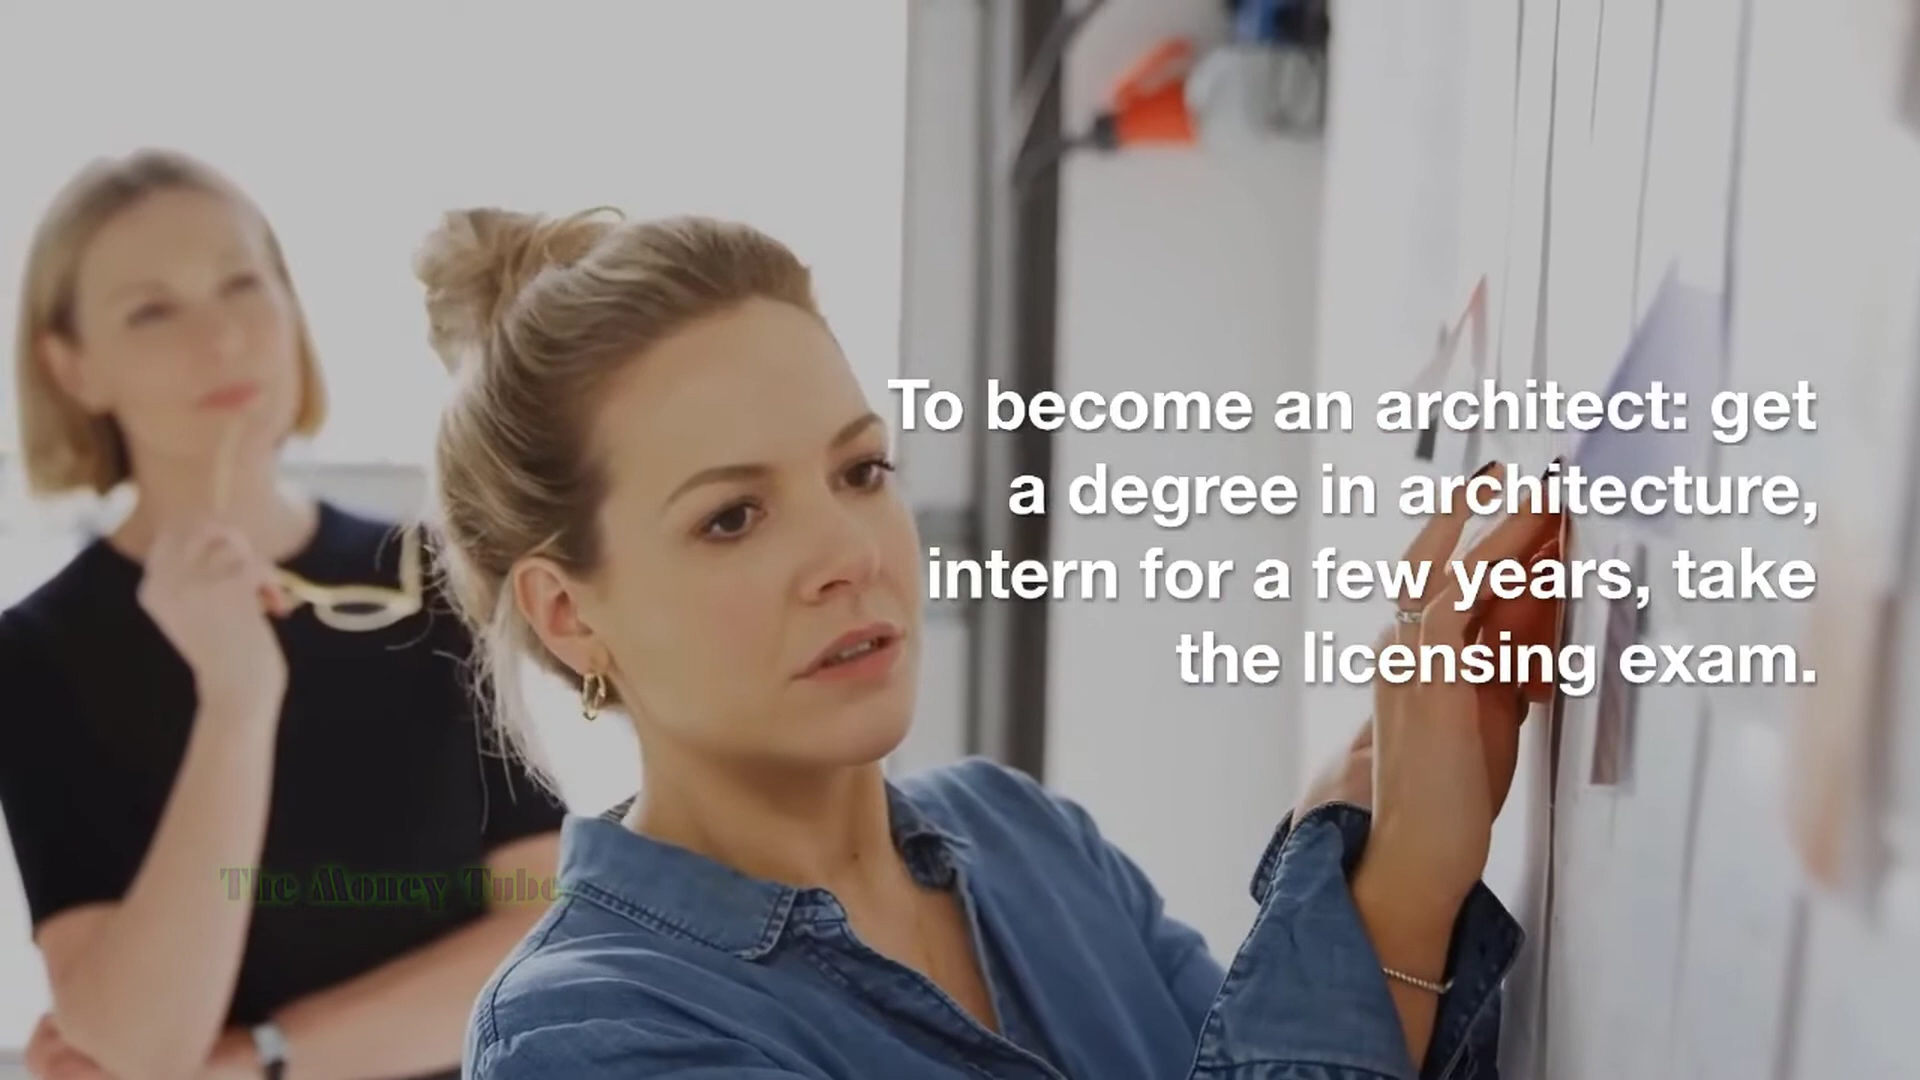 To become an architect: get
a degree in architecture,
intern for a few years, take
the licensing exam.
The Money Tube